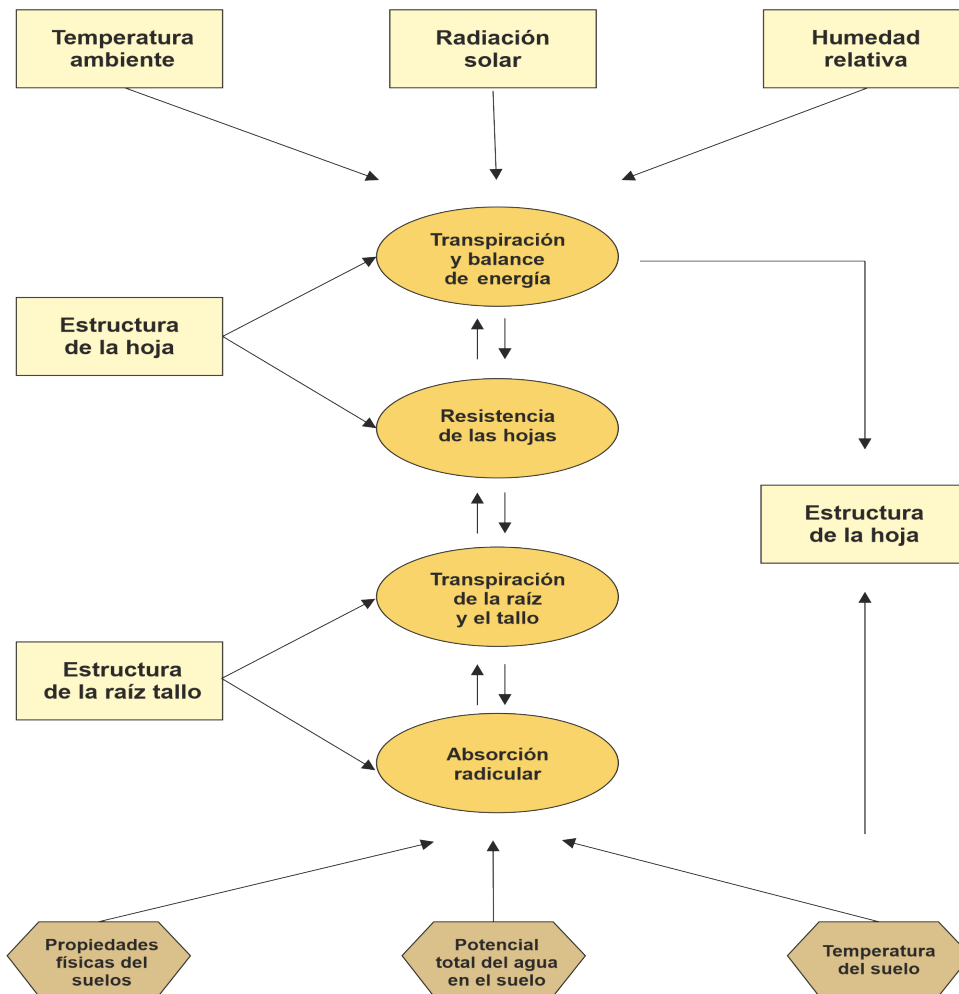 Temperatura
ambiente
Radiación
solar
Humedad
relativa
Transpiración
y balance
de energía
Estructura
de la hoja
Resistencia
de las hojas
Estructura
de la hoja
Transpiración
de la raíz
y el tallo
Estructura
de la raíz tallo
Absorción
radicular
Propiedades
físicas del
suelos
Potencial
total del agua
en el suelo
Temperatura
del suelo